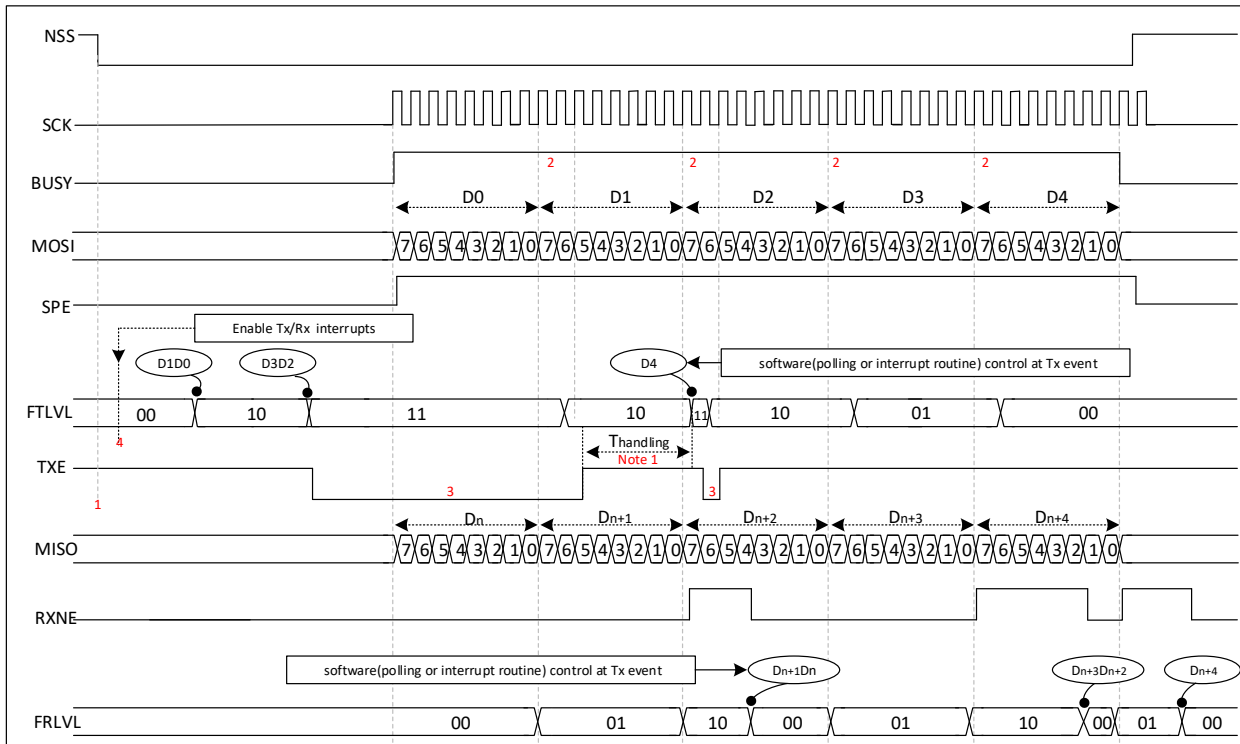 NSS
SCK
BUSY
2 2 2 2
D0 D1 D2 D3 D4
MOSI 7 6 5 4 3 2 1 0 7 6 5 4 3 2 1 0 7 6 5 4 3 2 1 0 7 6 5 4 3 2 1 0 7 6 5 4 3 2 1 0
SPE
Enable Tx/Rx interrupts
D1D0 D3D2 D4 software(polling or interrupt routine) control at Tx event
FTLVL 00 10 11 10 11 10 01 00
4 Thandling
TXE Note 1
1 3 3
Dn Dn+1 Dn+2 Dn+3 Dn+4
MISO 7 6 5 4 3 2 1 0 7 6 5 4 3 2 1 0 7 6 5 4 3 2 1 0 7 6 5 4 3 2 1 0 7 6 5 4 3 2 1 0
RXNE
software(polling or interrupt routine) control at Tx event Dn+1Dn Dn+3Dn+2 Dn+4
FRLVL 00 01 10 00 01 10 00 01 00